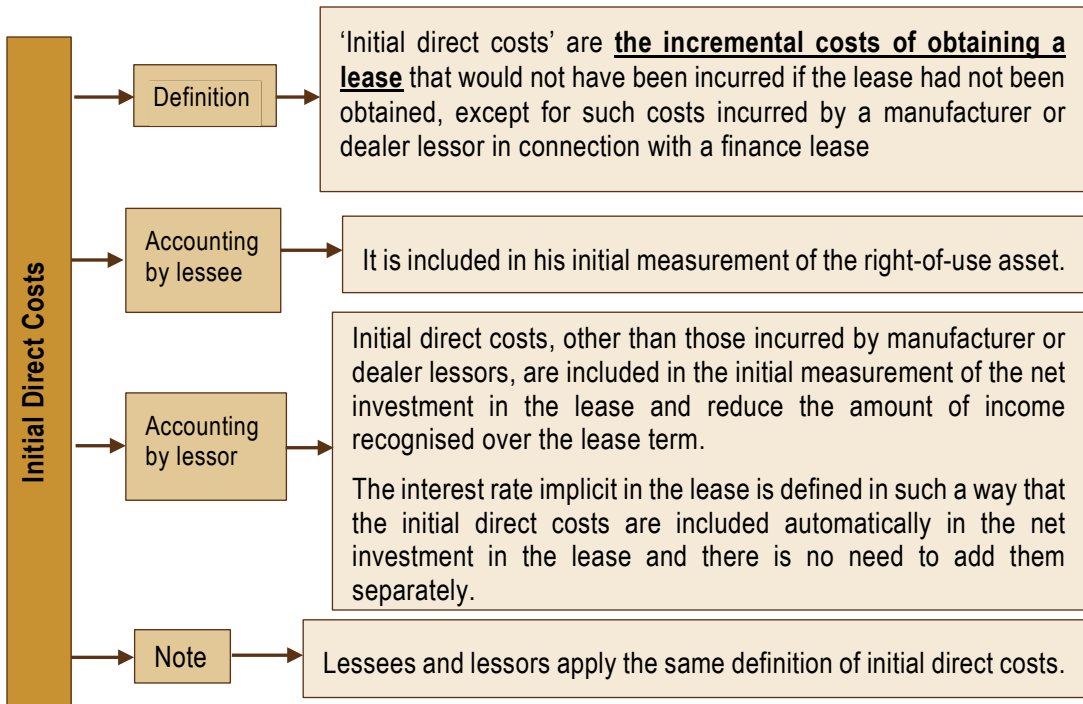 Initial Direct Costs
Definition
‘Initial direct costs’ are the incremental costs of obtaining a
lease that would not have been incurred if the lease had not been
obtained, except for such costs incurred by a manufacturer or
dealer lessor in connection with a finance lease
Accounting
by lessee
It is included in his initial measurement of the right-of-use asset.
Accounting
by lessor
Initial direct costs, other than those incurred by manufacturer or
dealer lessors, are included in the initial measurement of the net
investment in the lease and reduce the amount of income
recognised over the lease term.
The interest rate implicit in the lease is defined in such a way that
the initial direct costs are included automatically in the net
investment in the lease and there is no need to add them
separately.
Note
Lessees and lessors apply the same definition of initial direct costs.